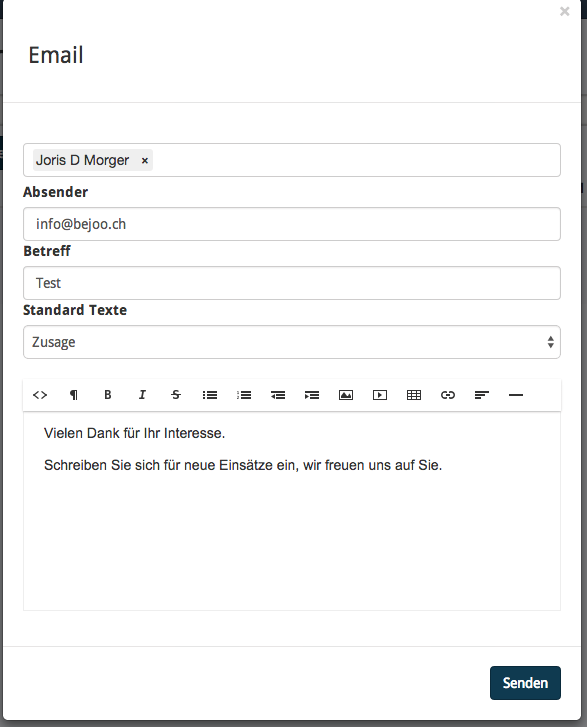 ×
Email
Joris D Morger ×
Absender
info@bejoo.ch
Betreff
Test
Standard Texte
Zusage
<> ¶ B I S
Vielen Dank für Ihr Interesse.
Schreiben Sie sich für neue Einsätze ein, wir freuen uns auf Sie.
Senden